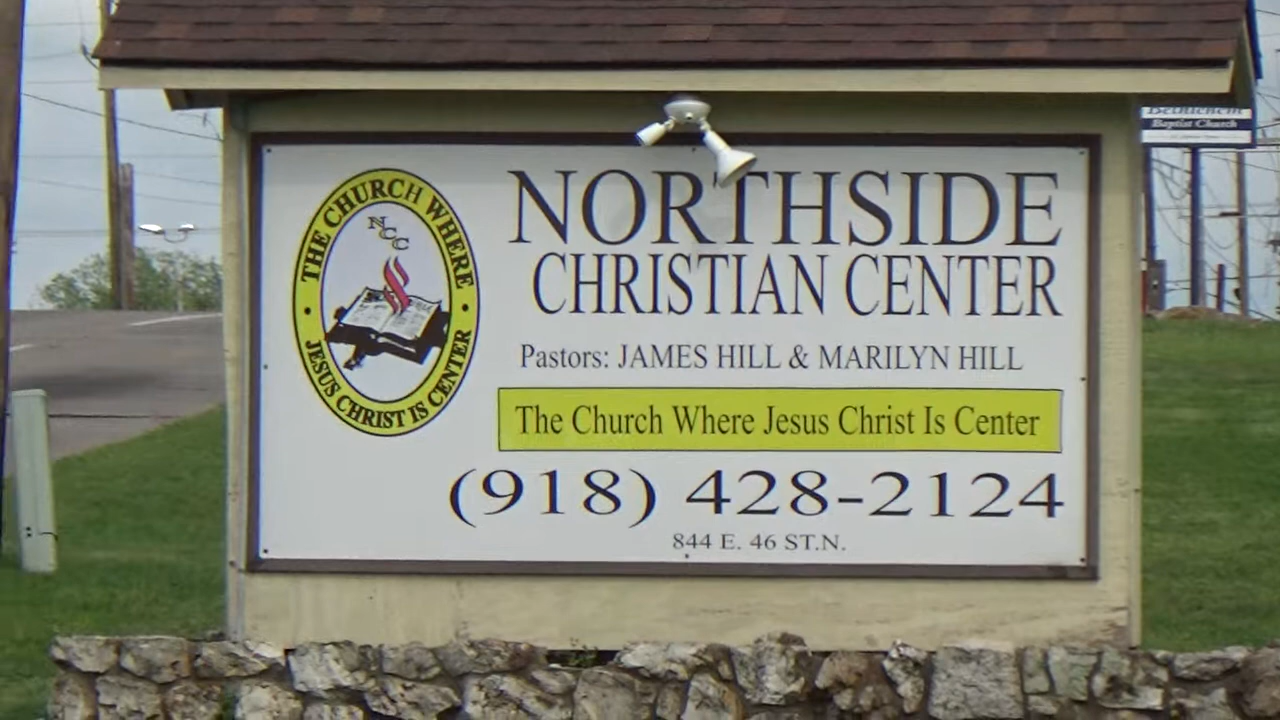 THE CHURCH WHERE
NCC
JESUS CHRIST IS CENTER
NORTHSIDE
CHRISTIAN CENTER
Pastors: JAMES HILL & MARILYN HILL
The Church Where Jesus Christ Is Center
(918) 428-2124
844 E. 46 ST.N.
Bethlehem
Baptist Church